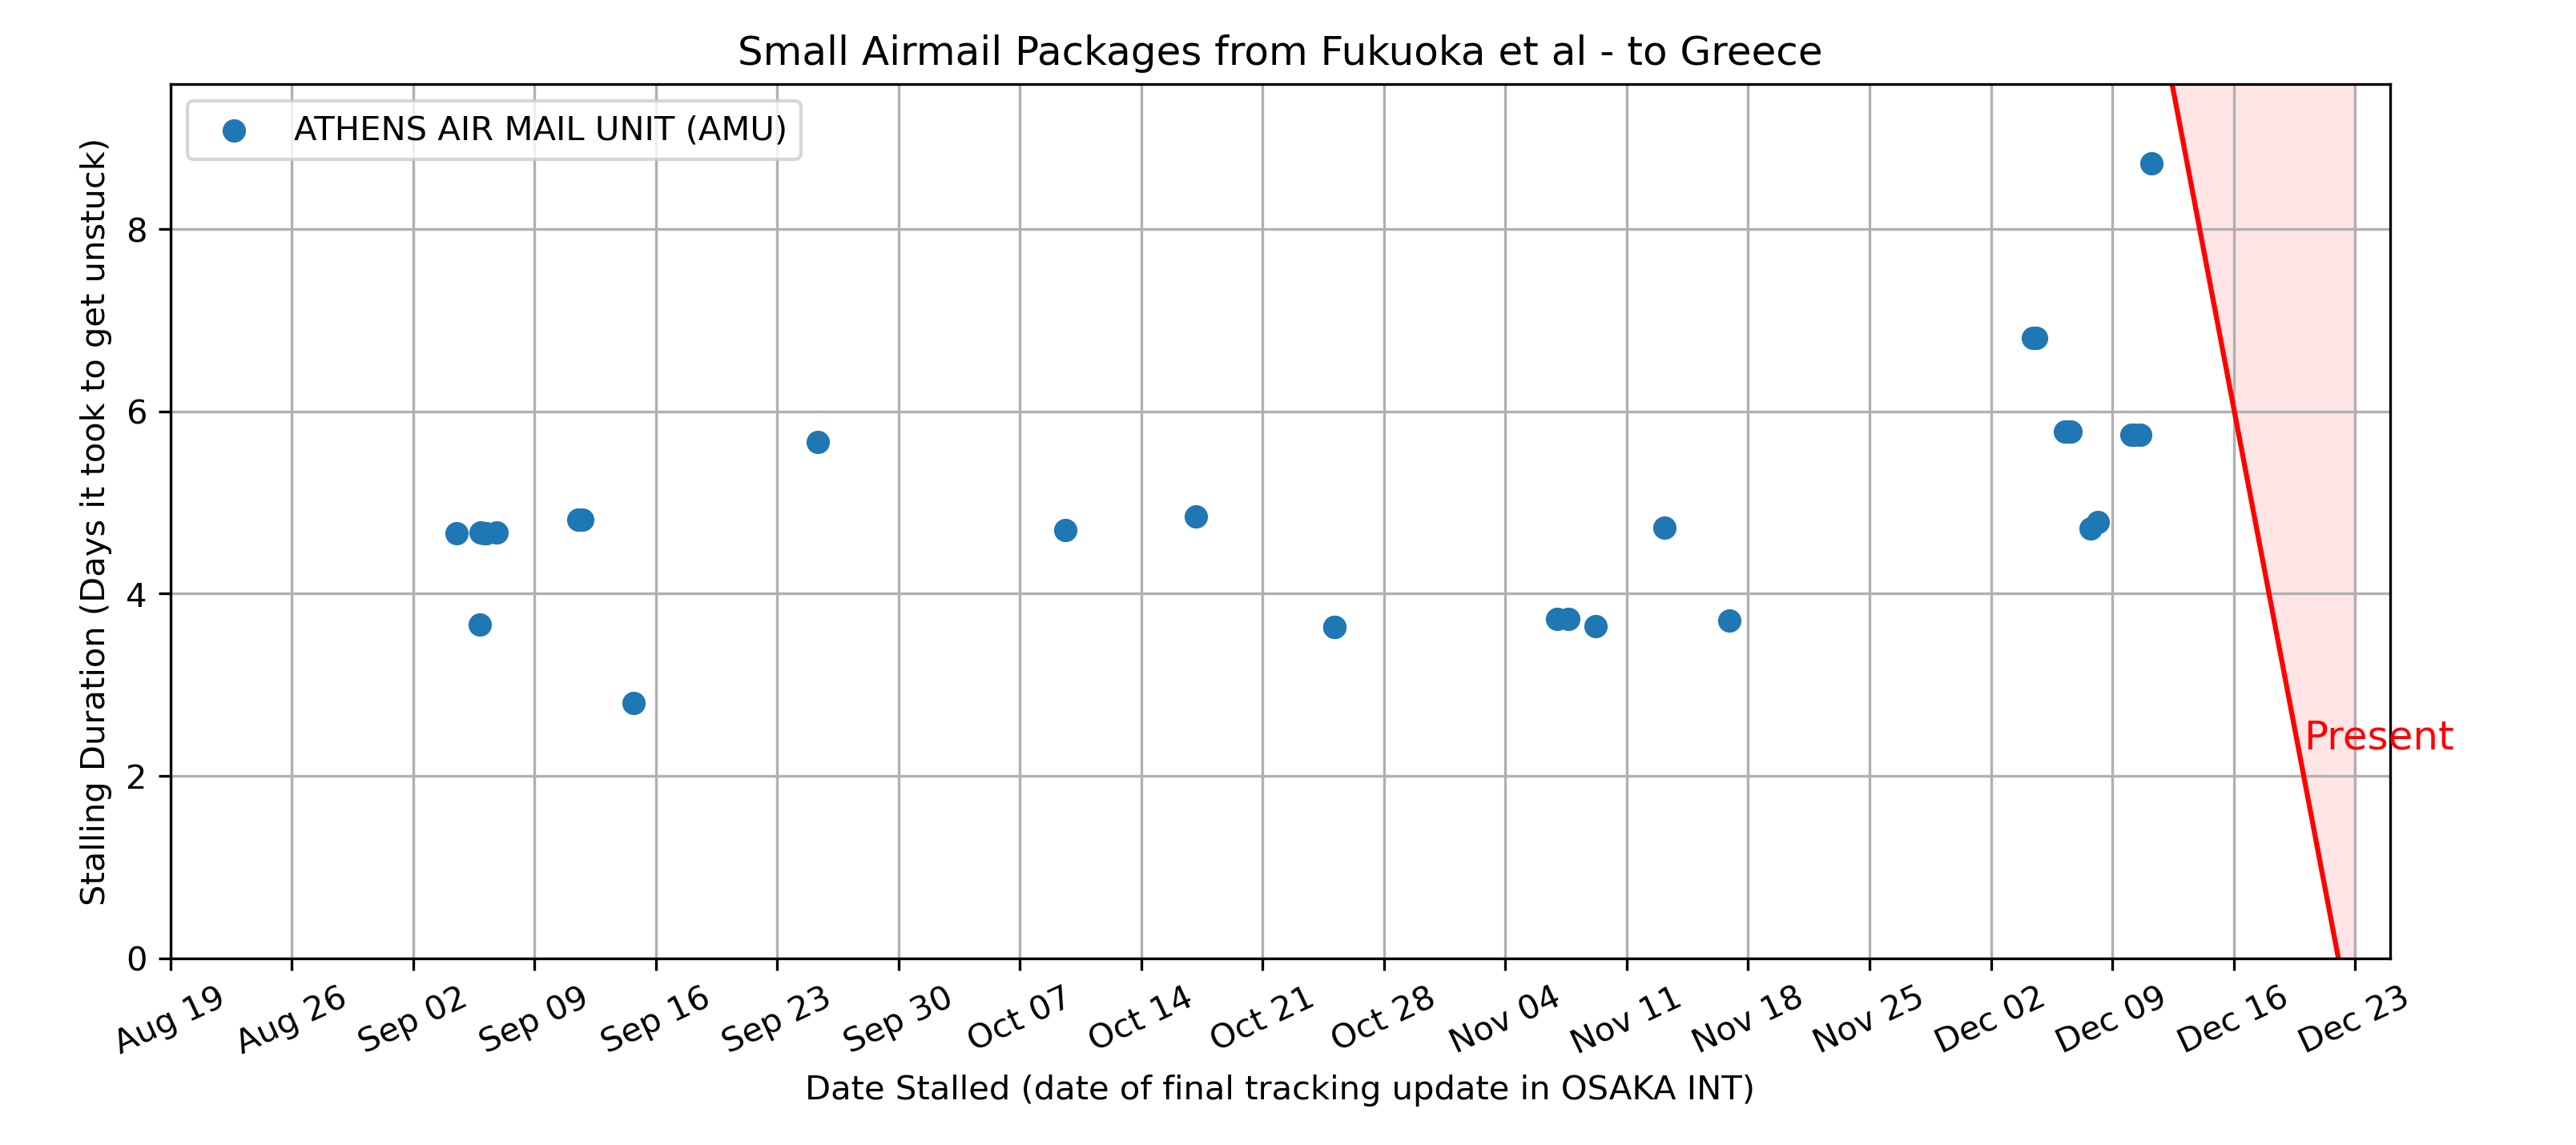 Small Airmail Packages from Fukuoka et al - to Greece
ATHENS AIR MAIL UNIT (AMU)
Stalling Duration (Days it took to get unstuck)
8
6
4
2
0
Present
Aug 19
Aug 26
Sep 02
Sep 09
Sep 16
Sep 23
Sep 30
Oct 07
Oct 14
Oct 21
Oct 28
Nov 04
Nov 11
Nov 18
Nov 25
Dec 02
Dec 09
Dec 16
Dec 23
Date Stalled (date of final tracking update in OSAKA INT)